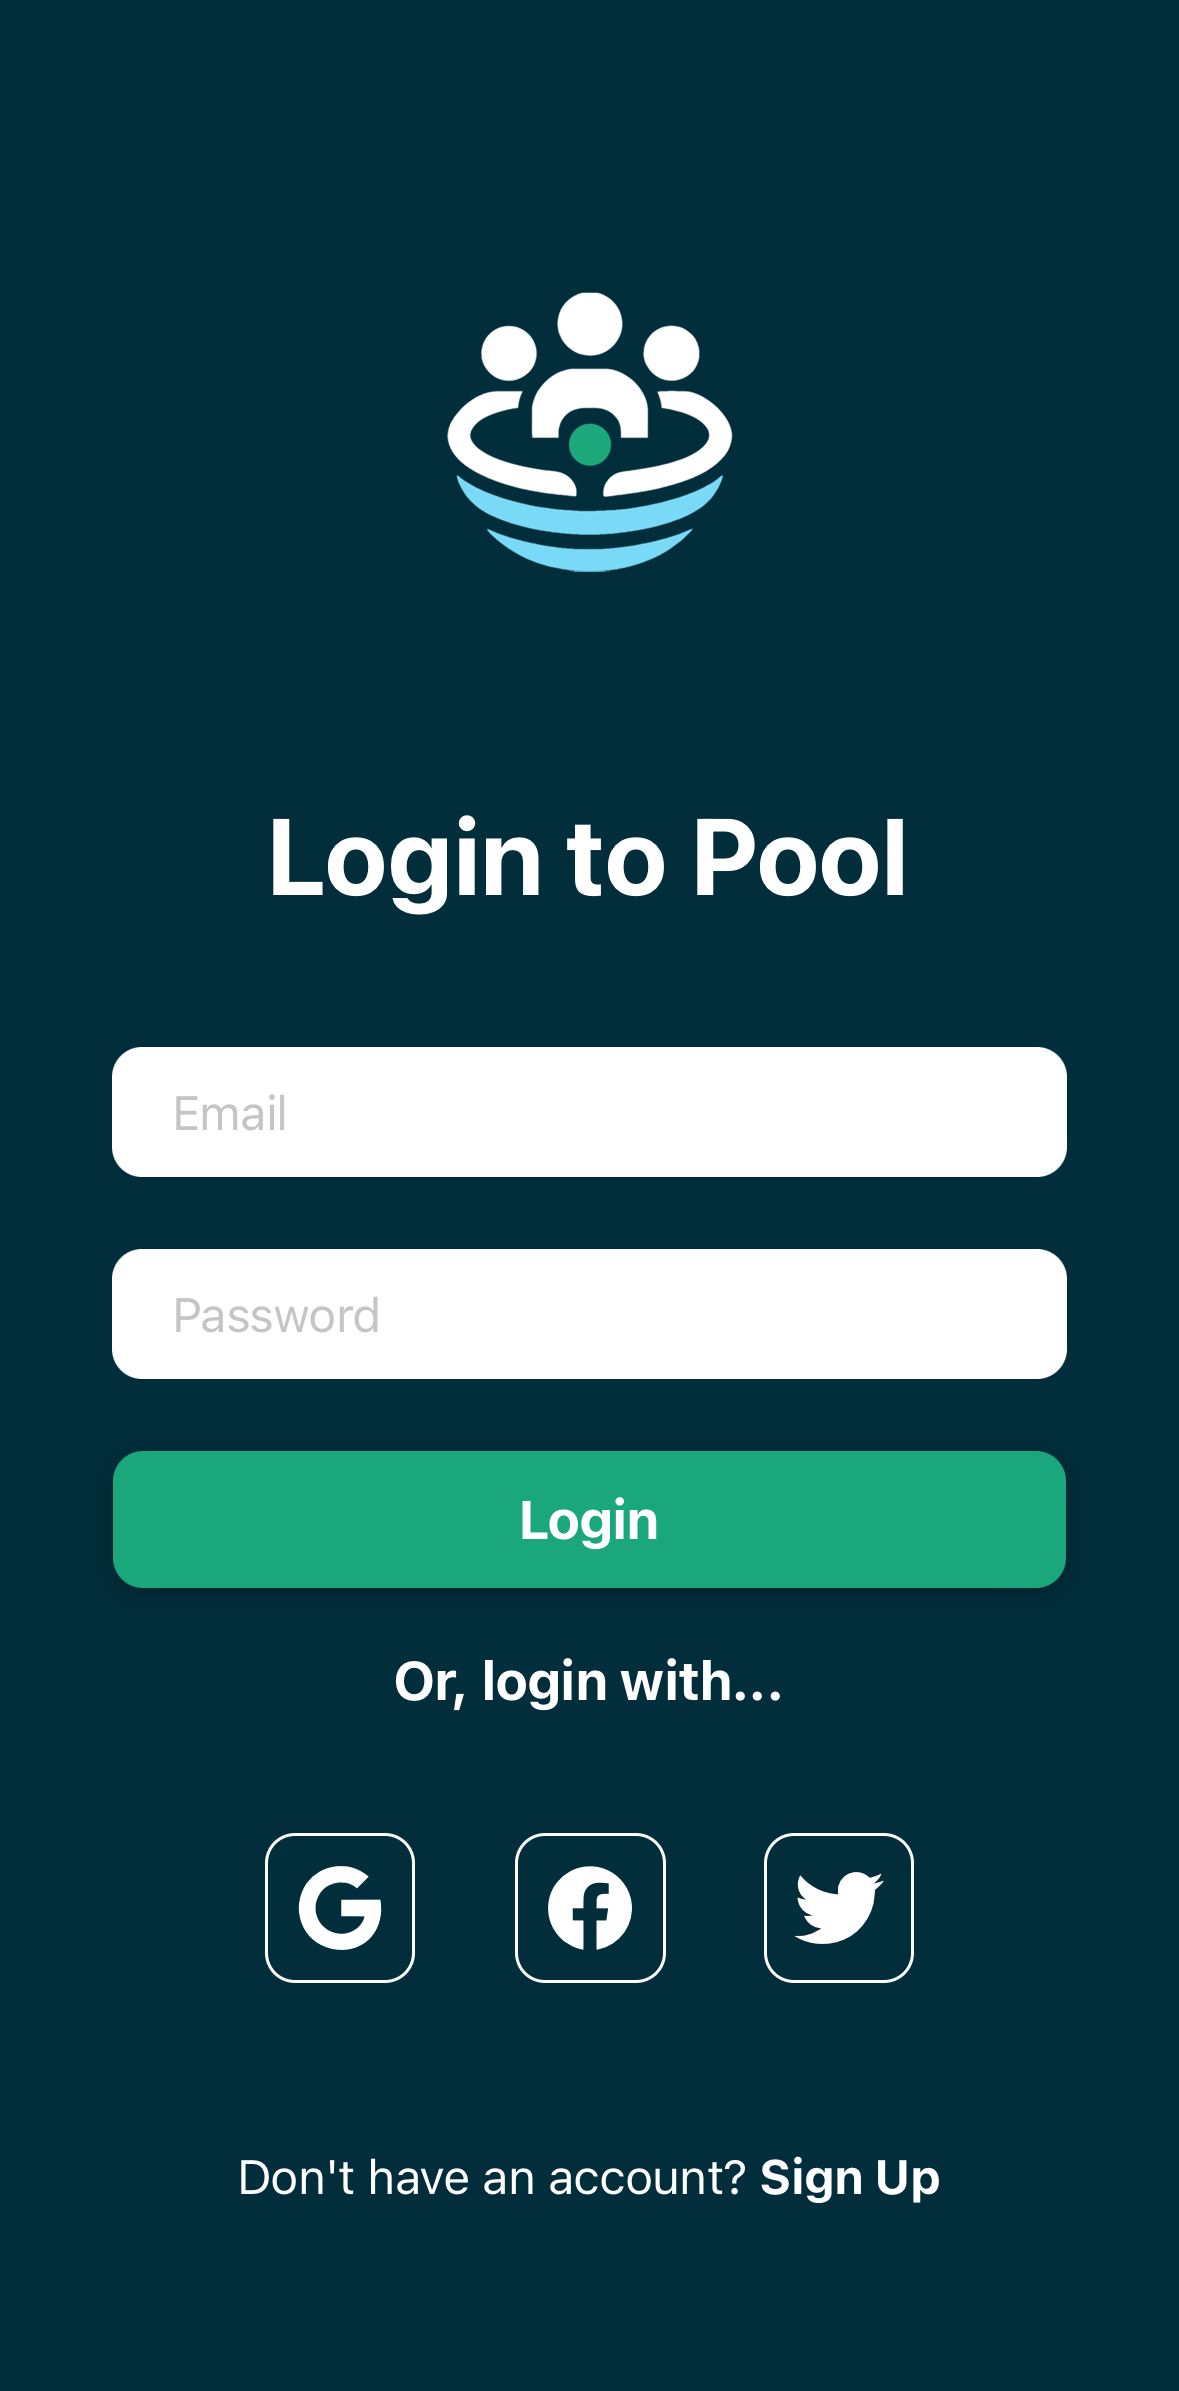 Login to Pool
Email
Password
Login
Or, login with...
Don't have an account? Sign Up